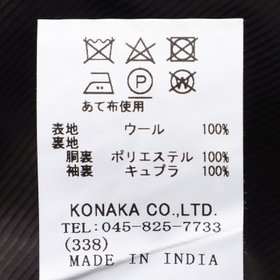 P W
あて布使用
表地 ウール 100%
裏地
胴裏 ポリエステル 100%
袖裏 キュプラ 100%
KONAKA CO.,LTD.
TEL:045-825-7733
(338)
MADE IN INDIA